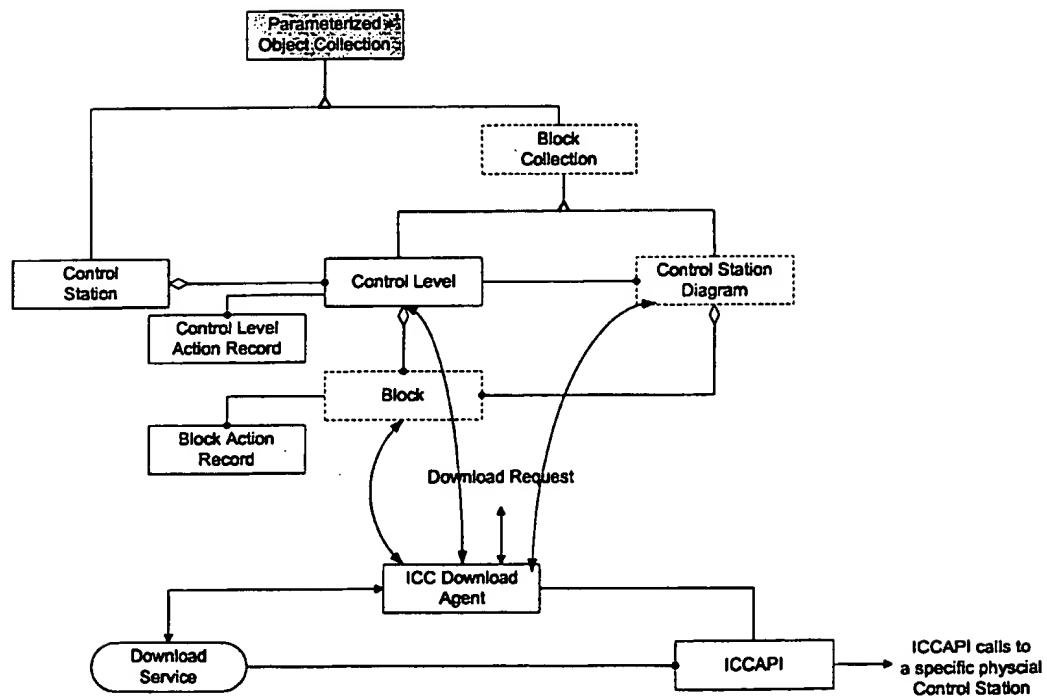 Parameterized
Object Collection
Block
Collection
Control
Station
Control Level
Control Station
Diagram
Control Level
Action Record
Block
Block Action
Record
Download Request
ICC Download
Agent
Download
Service
ICCAPI
ICCAPI calls to
a specific physcial
Control Station